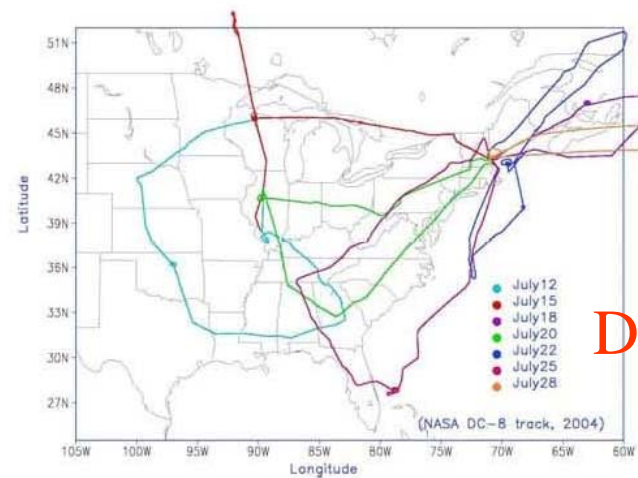 51N
48N
45N
42N
39N
36N
33N
30N
27N
Latitude
July12
July15
July18
July20
July22
July25
July28
D
(NASA DC-8 track, 2004)
105W 100W 95W 90W 85W 80W 75W 70W 65W 60W
Longitude